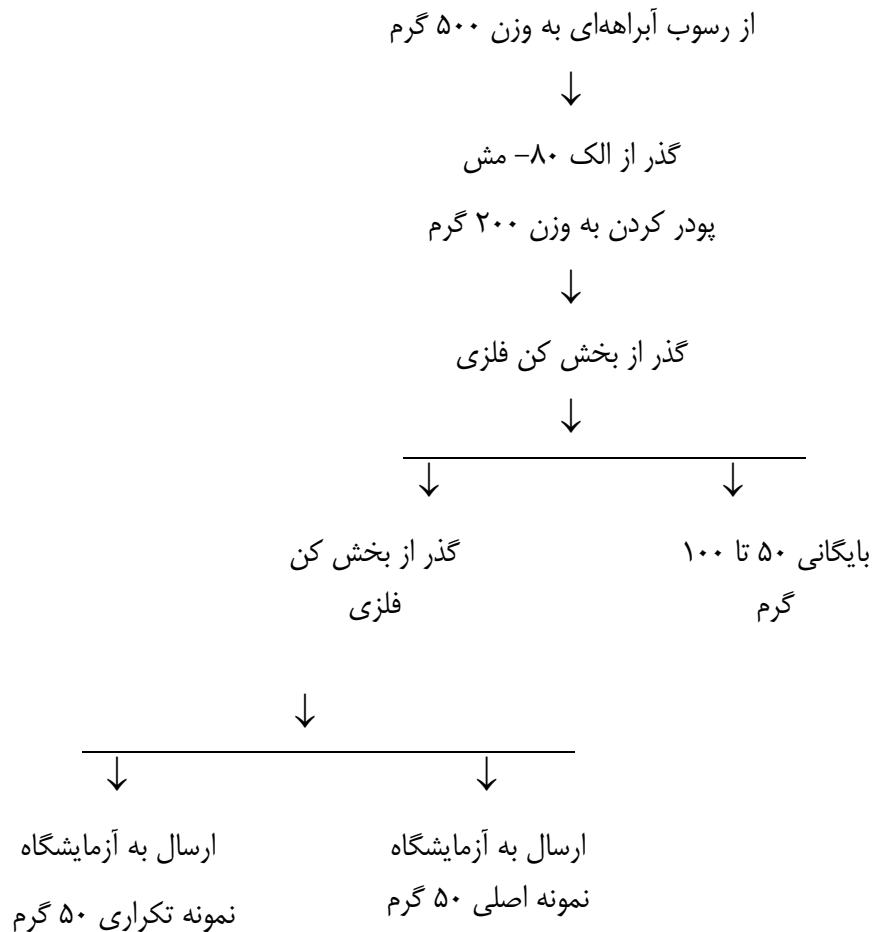 از رسوب آبراهه‌ای به وزن ۵۰۰ گرم
↓
گذر از الک ۸۰– مش
پودر کردن به وزن ۲۰۰ گرم
↓
گذر از بخش کن فلزی
↓
↓ ↓
بایگانی ۵۰ تا ۱۰۰
گرم
گذر از بخش کن
فلزی
↓
↓ ↓
ارسال به آزمایشگاه
نمونه اصلی ۵۰ گرم
ارسال به آزمایشگاه
نمونه تکراری ۵۰ گرم